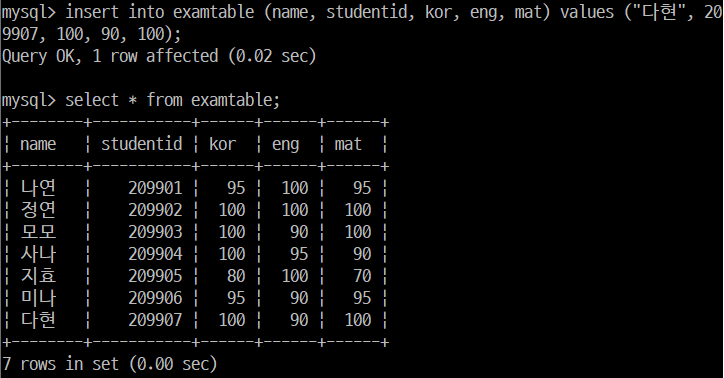 mysql> insert into examtable (name, studentid, kor, eng, mat) values ("다현", 20
9907, 100, 90, 100);
Query OK, 1 row affected (0.02 sec)
mysql> select * from examtable;
+--------+-----------+------+------+------+
¦ name   ¦ studentid ¦ kor  ¦ eng  ¦ mat  ¦
+--------+-----------+------+------+------+
¦ 나연   ¦    209901 ¦   95 ¦  100 ¦   95 ¦
¦ 정연   ¦    209902 ¦  100 ¦  100 ¦  100 ¦
¦ 모모   ¦    209903 ¦  100 ¦   90 ¦  100 ¦
¦ 사나   ¦    209904 ¦  100 ¦   95 ¦   90 ¦
¦ 지효   ¦    209905 ¦   80 ¦  100 ¦   70 ¦
¦ 미나   ¦    209906 ¦   95 ¦   90 ¦   95 ¦
¦ 다현   ¦    209907 ¦  100 ¦   90 ¦  100 ¦
+--------+-----------+------+------+------+
7 rows in set (0.00 sec)